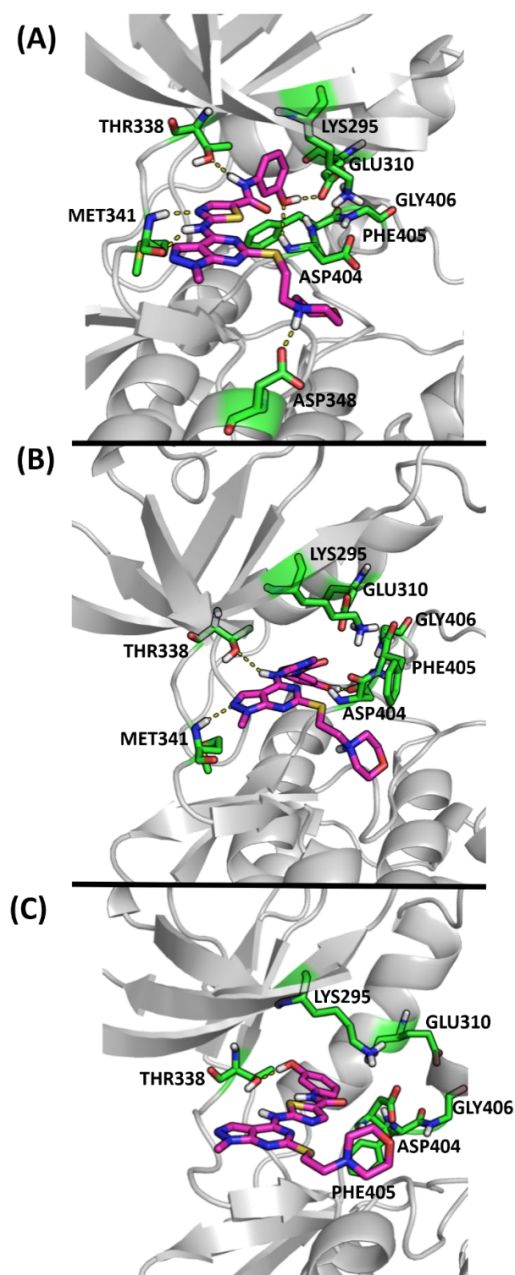 (A)
THR338
LYS295
GLU310
GLY406
MET341
PHE405
ASP404
ASP348
(B)
LYS295
GLU310
GLY406
THR338
PHE405
ASP404
MET341
(C)
LYS295
GLU310
THR338
GLY406
ASP404
PHE405